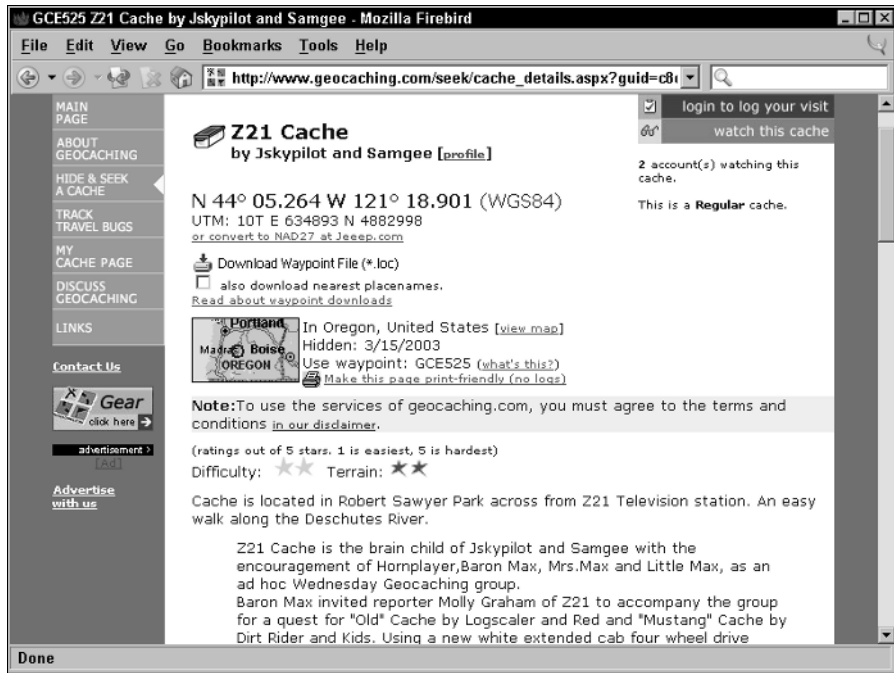 GCE525 Z21 Cache by Jskypilot and Samgee - Mozilla Firebird
File Edit View Go Bookmarks Tools Help
http://www.geocaching.com/seek/cache_details.aspx?guid=c8
MAIN
PAGE
ABOUT
GEOCACHING
HIDE & SEEK
A CACHE
TRACK
TRAVEL BUGS
MY
CACHE PAGE
DISCUSS
GEOCACHING
LINKS
Contact Us
Gear
click here
advertisement >
[Ad]
Advertise
with us
Z21 Cache
by Jskypilot and Samgee [profile]
N 44° 05.264 W 121° 18.901 (WGS84)
UTM: 10T E 634893 N 4882998
or convert to NAD27 at Jeeep.com
Download Waypoint File (*.loc)
also download nearest placenames.
Read about waypoint downloads
Portland
Madras Boise
OREGON
In Oregon, United States [view map]
Hidden: 3/15/2003
Use waypoint: GCE525 (what's this?)
Make this page print-friendly (no logs)
Note:To use the services of geocaching.com, you must agree to the terms and
conditions in our disclaimer.
(ratings out of 5 stars. 1 is easiest, 5 is hardest)
Difficulty: Terrain:
Cache is located in Robert Sawyer Park across from Z21 Television station. An easy
walk along the Deschutes River.
Z21 Cache is the brain child of Jskypilot and Samgee with the
encouragement of Hornplayer,Baron Max, Mrs.Max and Little Max, as an
ad hoc Wednesday Geocaching group.
Baron Max invited reporter Molly Graham of Z21 to accompany the group
for a quest for "Old" Cache by Logscaler and Red and "Mustang" Cache by
Dirt Rider and Kids. Using a new white extended cab four wheel drive
login to log your visit
watch this cache
2 account(s) watching this
cache.
This is a Regular cache.
Done